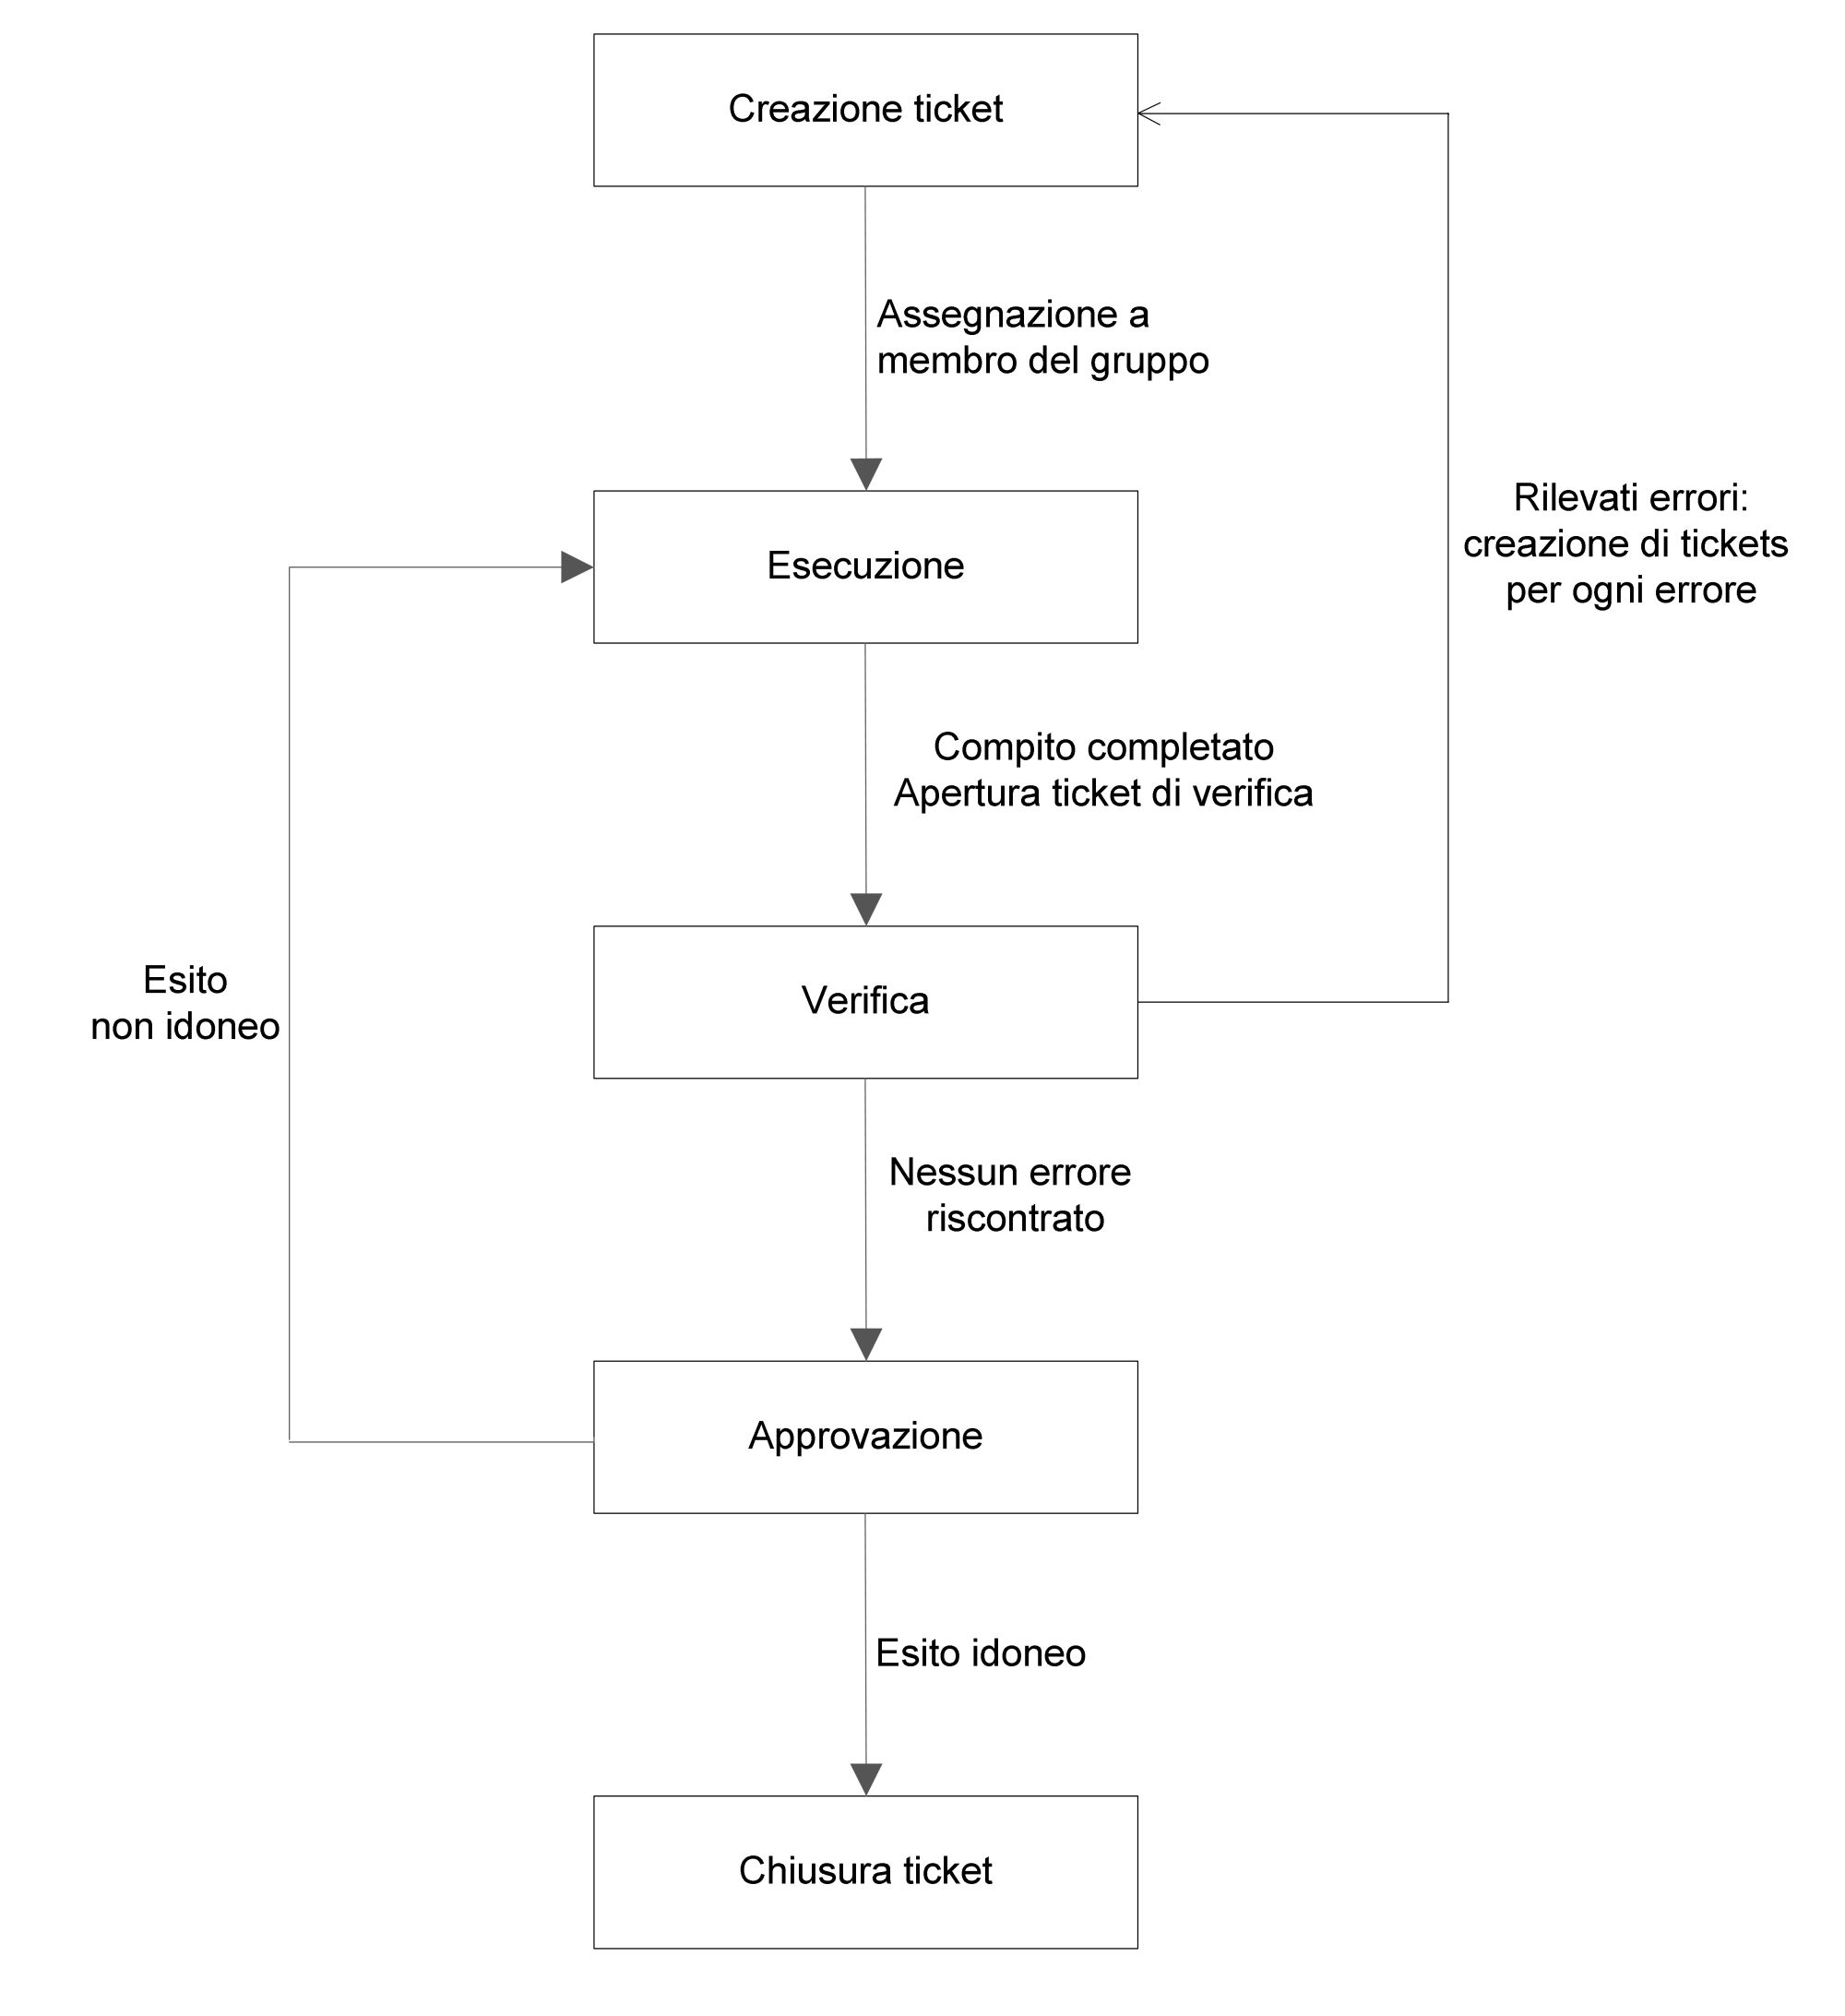 Creazione ticket
Assegnazione a
membro del gruppo
Rilevati errori:
creazione di tickets
per ogni errore
Esecuzione
Compito completato
Apertura ticket di verifica
Esito
non idoneo
Verifica
Nessun errore
riscontrato
Approvazione
Esito idoneo
Chiusura ticket